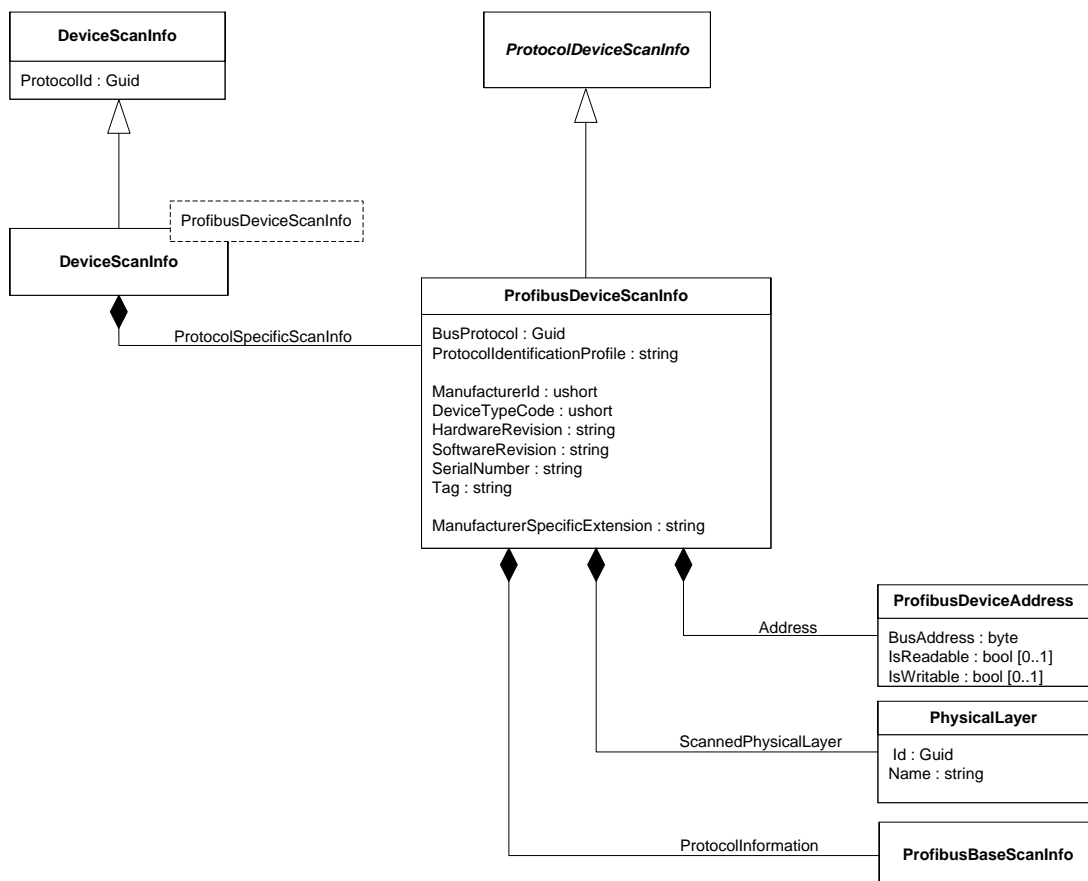 DeviceScanInfo
ProtocolId : Guid
ProtocolDeviceScanInfo
ProfibusDeviceScanInfo
DeviceScanInfo
ProtocolSpecificScanInfo
ProfibusDeviceScanInfo
BusProtocol : Guid
ProtocolIdentificationProfile : string
ManufacturerId : ushort
DeviceTypeCode : ushort
HardwareRevision : string
SoftwareRevision : string
SerialNumber : string
Tag : string
ManufacturerSpecificExtension : string
Address
ProfibusDeviceAddress
BusAddress : byte
IsReadable : bool [0..1]
IsWritable : bool [0..1]
ScannedPhysicalLayer
PhysicalLayer
Id : Guid
Name : string
ProtocolInformation
ProfibusBaseScanInfo